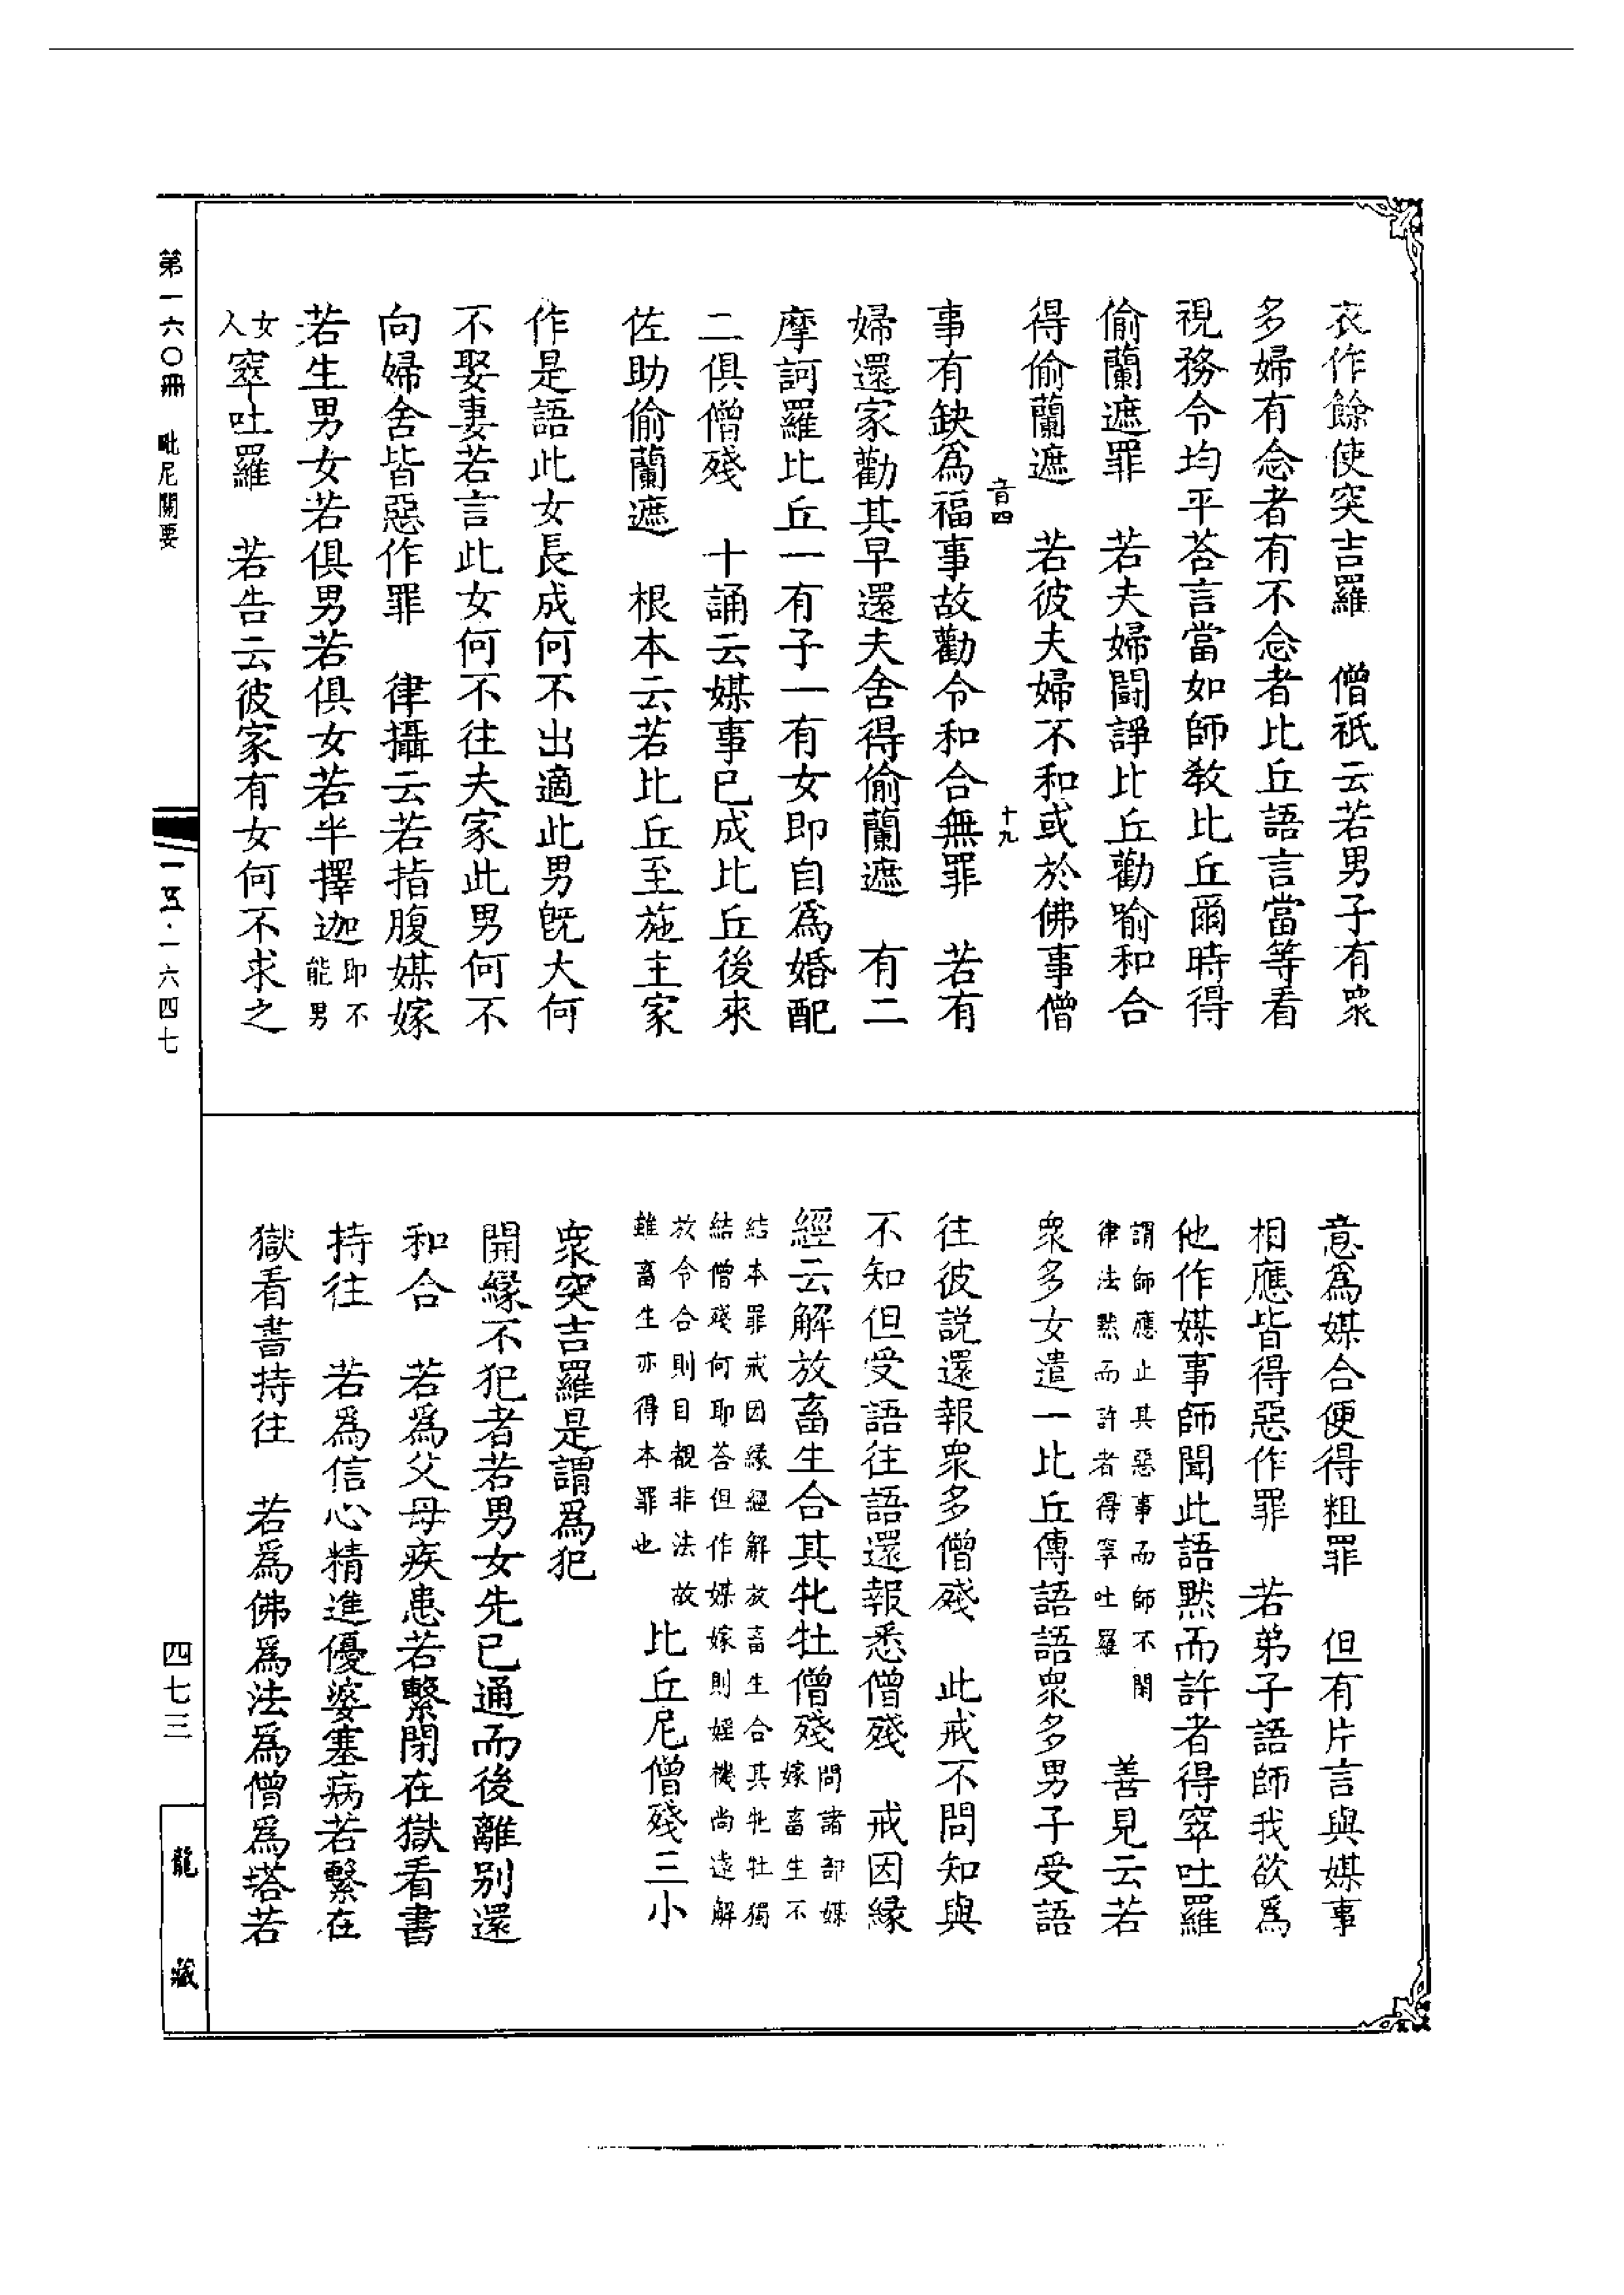 衣作餘使突吉羅　僧祇云若男子有衆
多婦有念者有不念者比丘語言當等看
視務令均平荅言當如師敎比丘爾時得
偷蘭遮罪　若夫婦鬪諍比丘勸喻和合
得偷蘭遮　若彼夫婦不和或於佛事僧
音四　十九
事有缺爲福事故勸令和合無罪　若有
婦還家勸其早還夫舍得偷蘭遮　有二
摩訶羅比丘一有子一有女即自爲婚配
二俱僧殘　十誦云媒事已成比丘後來
佐助偷蘭遮　根本云若比丘至施主家
作是語此女長成何不出適此男旣大何
不娶妻若言此女何不往夫家此男何不
向婦舍皆惡作罪　律攝云若指腹媒嫁
若生男女若俱男若俱女若半擇迦即不能男
女人窣吐羅　若告云彼家有女何不求之
意爲媒合便得粗罪　但有片言與媒事
相應皆得惡作罪　若弟子語師我欲爲
他作媒事師聞此語默而許者得窣吐羅
謂師應止其惡事而師不閑
律法默而許者得窣吐羅　善見云若
衆多女遣一比丘傳語語衆多男子受語
往彼説還報衆多僧殘　此戒不問知與
不知但受語往語還報悉僧殘　戒因緣
經云解放畜生合其牝牡僧殘問諸部媒嫁畜生不
結本罪戒因緣經解放畜生合其牝牡獨
結僧殘何耶荅但作媒嫁則婬機尚遠解
放令合則目覩非法故
雖畜生亦得本罪也　比丘尼僧殘三小
衆突吉羅是謂爲犯
開緣不犯者若男女先已通而後離别還
和合　若爲父母疾患若繫閉在獄看書
持往　若爲信心精進優婆塞病若繫在
獄看書持往　若爲佛爲法爲僧爲塔若
第一六〇冊　毗尼關要
一五·一六四七
四七三
龍藏